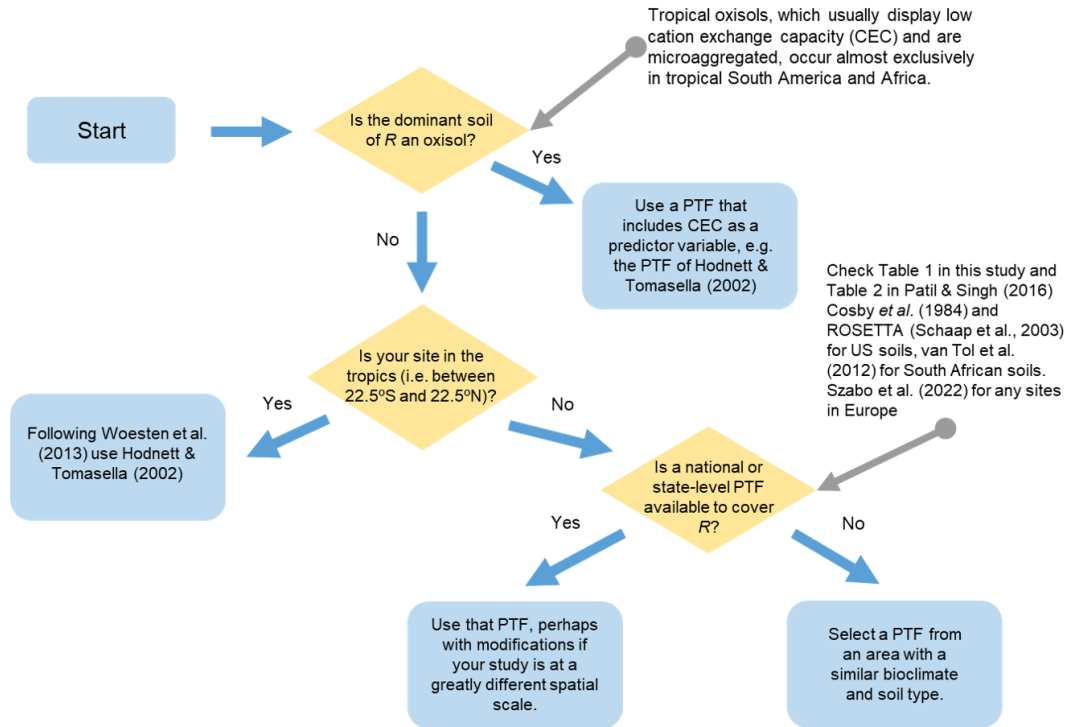 Tropical oxisols, which usually display low
cation exchange capacity (CEC) and are
microaggregated, occur almost exclusively
in tropical South America and Africa.
Start
Is the dominant soil
of R an oxisol?
Yes
No
Use a PTF that
includes CEC as a
predictor variable, e.g.
the PTF of Hodnett &
Tomasella (2002)
Check Table 1 in this study and
Table 2 in Patil & Singh (2016)
Cosby et al. (1984) and
ROSETTA (Schaap et al., 2003)
for US soils, van Tol et al.
(2012) for South African soils.
Szabo et al. (2022) for any sites
in Europe
Is your site in the
tropics (i.e. between
22.5ºS and 22.5ºN)?
Yes
No
Following Woesten et al.
(2013) use Hodnett &
Tomasella (2002)
Is a national or
state-level PTF
available to cover
R?
Yes
No
Use that PTF, perhaps
with modifications if
your study is at a
greatly different spatial
scale.
Select a PTF from
an area with a
similar bioclimate
and soil type.